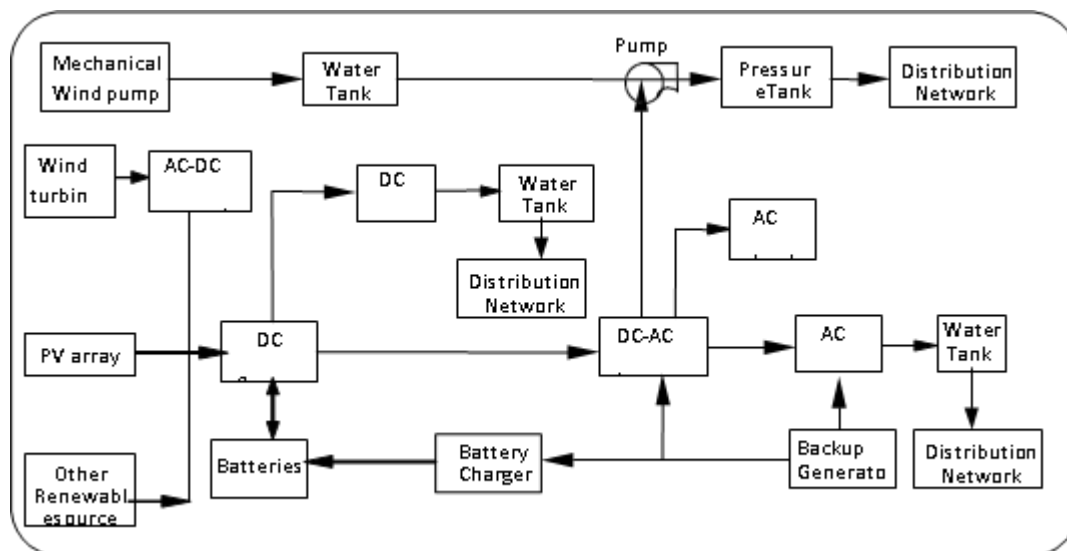 Pump
Mechanical
Wind pump
Water
Tank
Pressur
eTank
Distribution
Network
Wind
turbin
AC-DC
DC
Water
Tank
AC
Distribution
Network
PV array
DC
DC-AC
AC
Water
Tank
Batteries
Battery
Charger
Backup
Generato
Distribution
Network
Other
Renewabl
esource